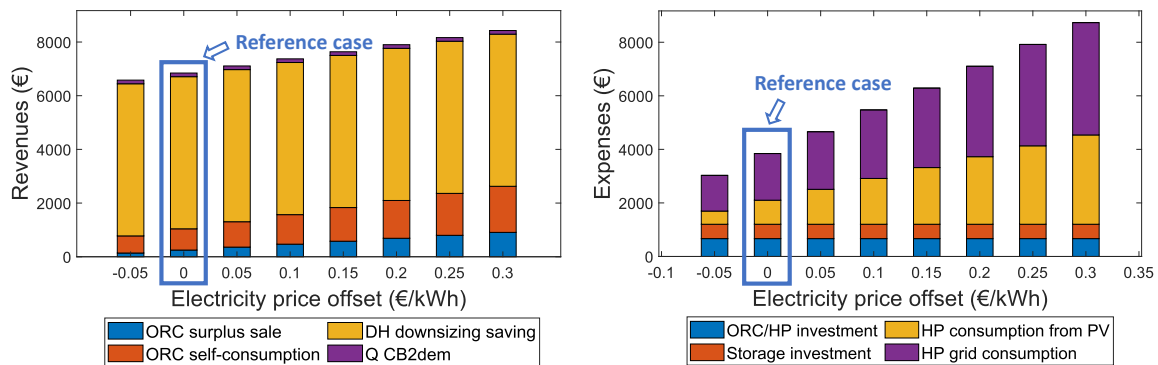 Revenues (€)
8000
6000
4000
2000
0
Reference case
-0.05
0
0.05
0.1
0.15
0.2
0.25
0.3
Electricity price offset (€/kWh)
ORC surplus sale
DH downsizing saving
ORC self-consumption
Q CB2dem
Expenses (€)
8000
6000
4000
2000
0
Reference case
-0.1
-0.05
0
0.05
0.1
0.15
0.2
0.25
0.3
0.35
Electricity price offset (€/kWh)
ORC/HP investment
HP consumption from PV
Storage investment
HP grid consumption